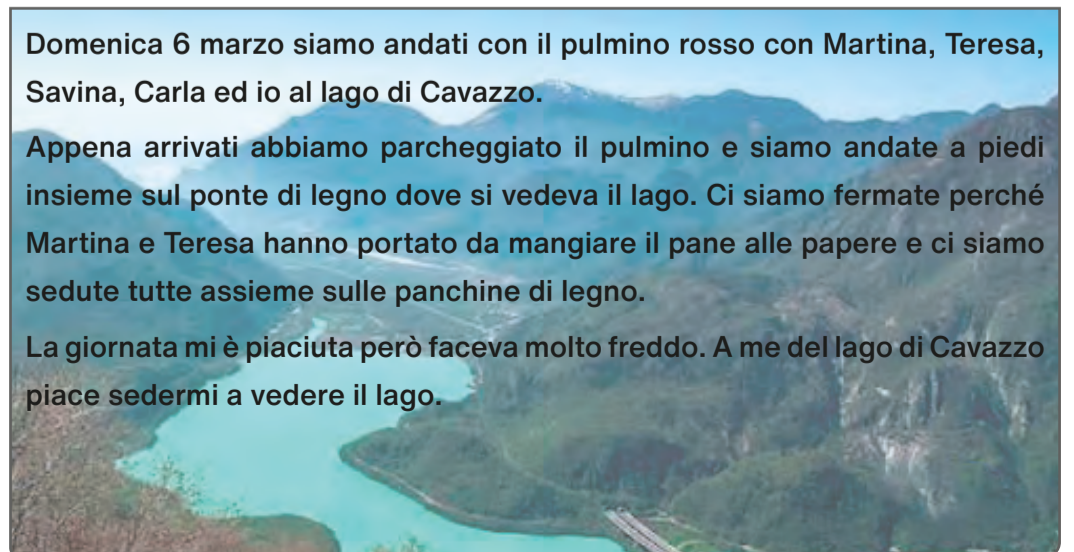 Domenica 6 marzo siamo andati con il pulmino rosso con Martina, Teresa,
Savina, Carla ed io al lago di Cavazzo.
Appena arrivati abbiamo parcheggiato il pulmino e siamo andate a piedi
insieme sul ponte di legno dove si vedeva il lago. Ci siamo fermate perché
Martina e Teresa hanno portato da mangiare il pane alle papere e ci siamo
sedute tutte assieme sulle panchine di legno.
La giornata mi è piaciuta però faceva molto freddo. A me del lago di Cavazzo
piace sedermi a vedere il lago.